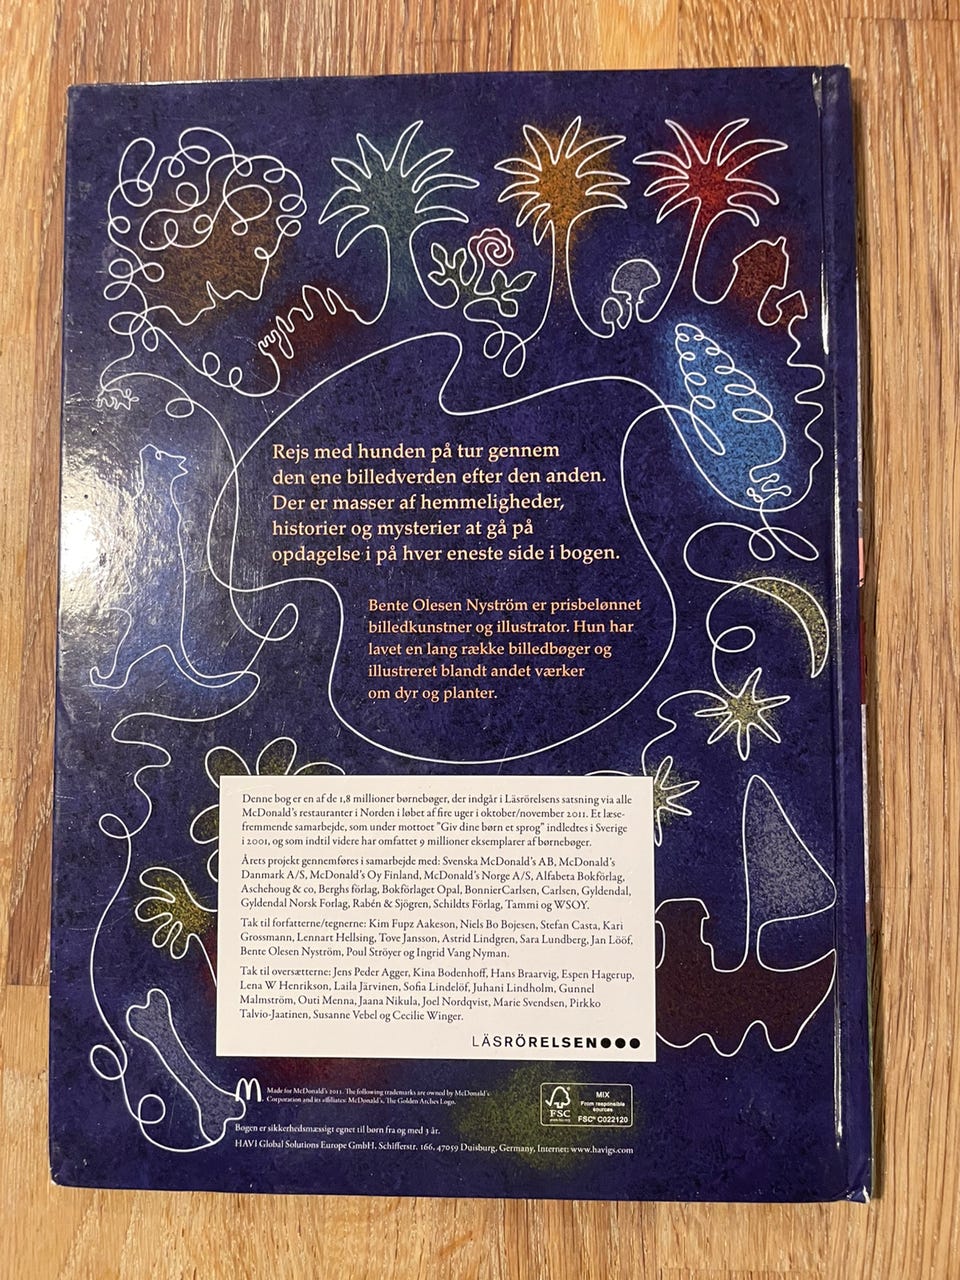 Rejs med hunden på tur gennem
den ene billedverden efter den anden.
Der er masser af hemmeligheder,
historier og mysterier at gå på
opdagelse i på hver eneste side i bogen.
Bente Olesen Nyström er prisbelønnet
billedkunstner og illustrator. Hun har
lavet en lang række billedbøger og
illustreret blandt andet værker
om dyr og planter.
Denne bog er en af de 1,8 millioner børnebøger, der indgår i Läsrörelsens satsning via alle
McDonald's restauranter i Norden i løbet af fire uger i oktober/november 2011. Et læse-
fremmende samarbejde, som under mottoet "Giv dine børn et sprog" indledtes i Sverige
i 2001, og som indtil videre har omfattet 9 millioner eksemplarer af børnebøger.
Årets projekt gennemføres i samarbejde med: Svenska McDonald's AB, McDonald's
Danmark A/S, McDonald's Oy Finland, McDonald's Norge A/S, Alfabeta Bokförlag,
Aschehoug & co, Berghs förlag, Bokförlaget Opal, BonnierCarlsen, Carlsen, Gyldendal,
Gyldendal Norsk Forlag, Rabén & Sjögren, Schildts Förlag, Tammi og WSOY.
Tak til forfatterne/tegnerne: Kim Fupz Aakeson, Niels Bo Bojesen, Stefan Casta, Kari
Grossmann, Lennart Hellsing, Tove Jansson, Astrid Lindgren, Sara Lundberg, Jan Lööf,
Bente Olesen Nyström, Poul Ströyer og Ingrid Vang Nyman.
Tak til oversætterne: Jens Peder Agger, Kina Bodenhoff, Hans Braarvig, Espen Hagerup,
Lena W Henrikson, Laila Järvinen, Sofia Lindelöf, Juhani Lindholm, Gunnel
Malmström, Outi Menna, Jaana Nikula, Joel Nordqvist, Marie Svendsen, Pirkko
Talvio-Jaatinen, Susanne Vebel og Cecilie Winger.
LÄSRÖRELSEN
Made for McDonald's 2011. The following trademarks are owned by McDonald's
Corporation and its affiliates: McDonald's, The Golden Arches Logo.
FSC
www.fsc.org
MIX
From responsible
sources
FSC® C022120
Bogen er sikkerhedsmæssigt egnet til børn fra og med 3 år.
HAVI Global Solutions Europe GmbH, Schifferstr. 166, 47059 Duisburg, Germany, Internet: www.havigs.com